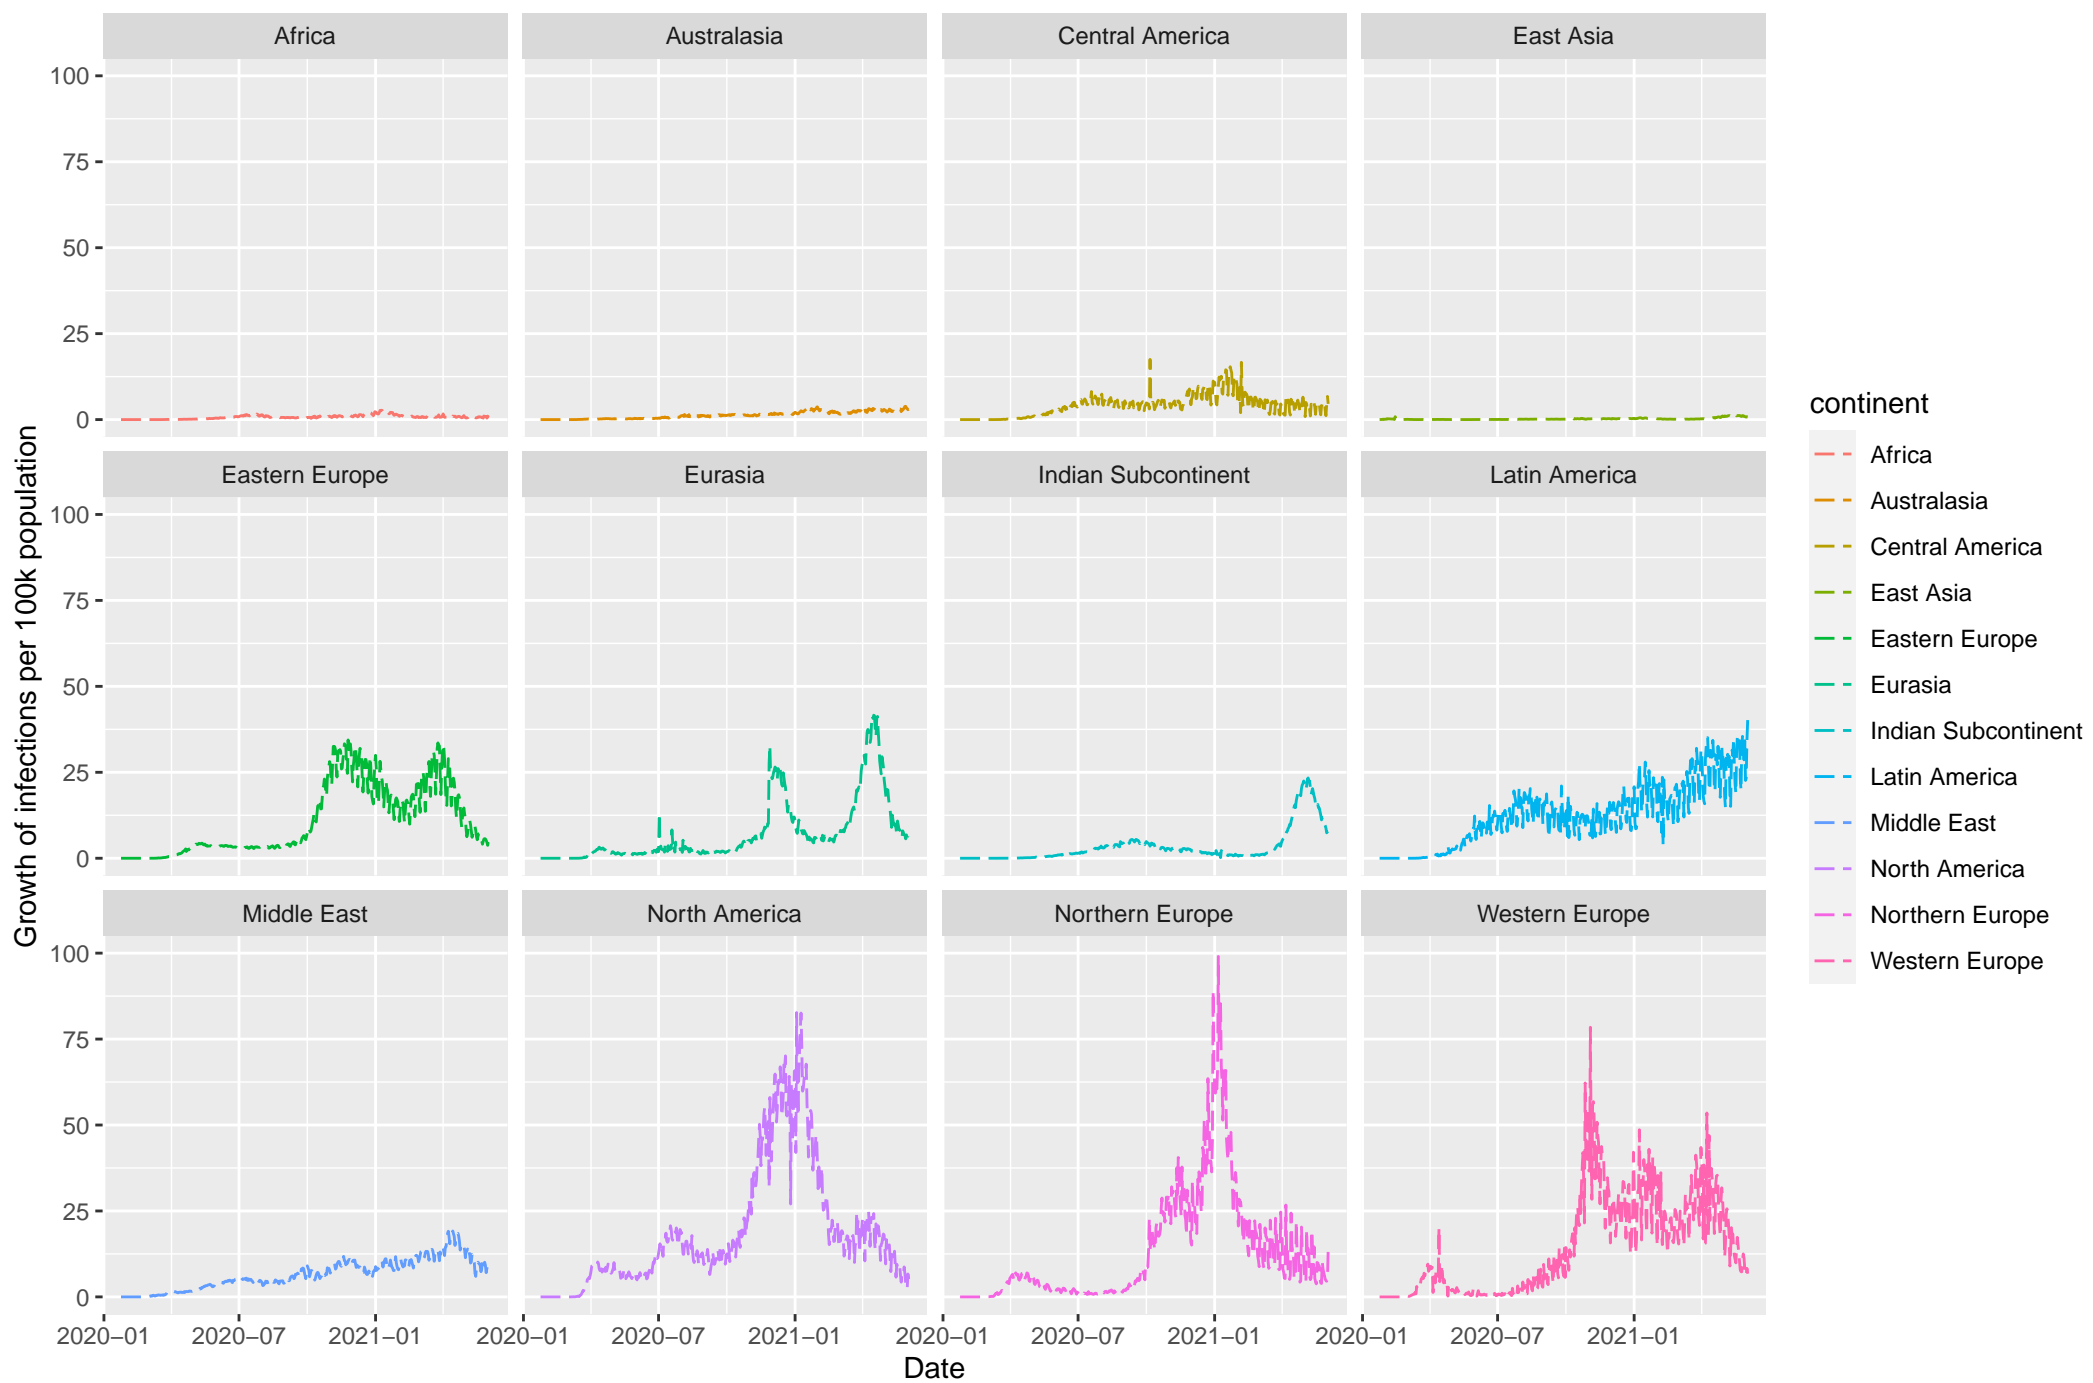 Africa
Australasia
Central America
East Asia
100
75
50
25
0
Eastern Europe
Eurasia
Indian Subcontinent
Latin America
100
75
50
25
0
Middle East
North America
Northern Europe
Western Europe
100
75
50
25
0
2020–01
2020–07
2021–01
2020–01
2020–07
2021–01
2020–01
2020–07
2021–01
2020–01
2020–07
2021–01
Date
Growth of infections per 100k population
continent
Africa
Australasia
Central America
East Asia
Eastern Europe
Eurasia
Indian Subcontinent
Latin America
Middle East
North America
Northern Europe
Western Europe